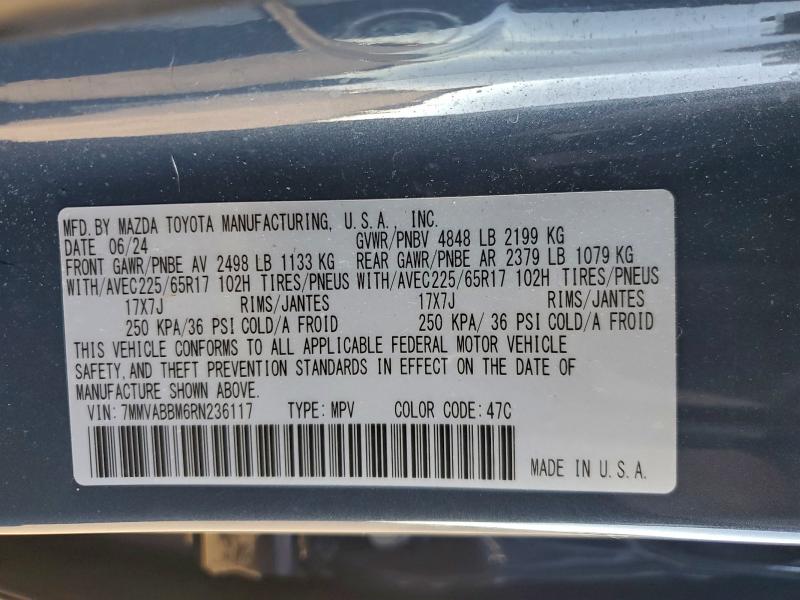 MFD. BY MAZDA TOYOTA MANUFACTURING, U.S.A. INC.
DATE 06/24 GVWR/PNBV 4848 LB 2199 KG
FRONT GAWR/PNBE AV 2498 LB 1133 KG REAR GAWR/PNBE AR 2379 LB 1079 KG
WITH/AVEC225/65R17 102H TIRES/PNEUS WITH/AVEC225/65R17 102H TIRES/PNEUS
17X7J RIMS/JANTES 17X7J RIMS/JANTES
250 KPA/36 PSI COLD/A FROID 250 KPA/ 36 PSI COLD/A FROID
THIS VEHICLE CONFORMS TO ALL APPLICABLE FEDERAL MOTOR VEHICLE
SAFETY, AND THEFT PREVENTION STANDARDS IN EFFECT ON THE DATE OF
MANUFACTURE SHOWN ABOVE.
VIN: 7MMVABBM6RN236117 TYPE: MPV COLOR CODE: 47C
MADE IN U.S.A.